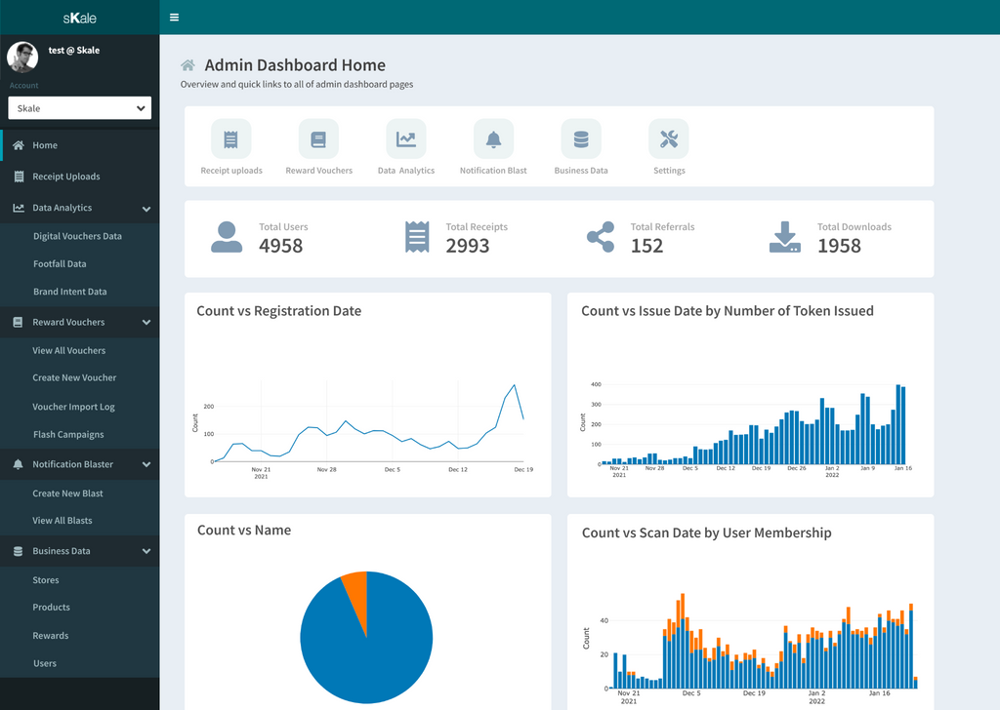 sKale
test @ Skale
Account
Skale
Home
Receipt Uploads
Data Analytics
Digital Vouchers Data
Footfall Data
Brand Intent Data
Reward Vouchers
View All Vouchers
Create New Voucher
Voucher Import Log
Flash Campaigns
Notification Blaster
Create New Blast
View All Blasts
Business Data
Stores
Products
Rewards
Users
Admin Dashboard Home
Overview and quick links to all of admin dashboard pages
Receipt uploads
Reward Vouchers
Data Analytics
Notification Blast
Business Data
Settings
Total Users
4958
Total Receipts
2993
Total Referrals
152
Total Downloads
1958
Count vs Registration Date
Count
200
100
0
Nov 21
2021
Nov 28
Dec 5
Dec 12
Dec 19
Count vs Issue Date by Number of Token Issued
Count
400
300
200
100
0
Nov 21
2021
Nov 28
Dec 5
Dec 12
Dec 19
Dec 26
Jan 2
2022
Jan 9
Jan 16
Count vs Name
Count vs Scan Date by User Membership
Count
40
20
0
Nov 21
2021
Dec 5
Dec 19
Jan 2
2022
Jan 16